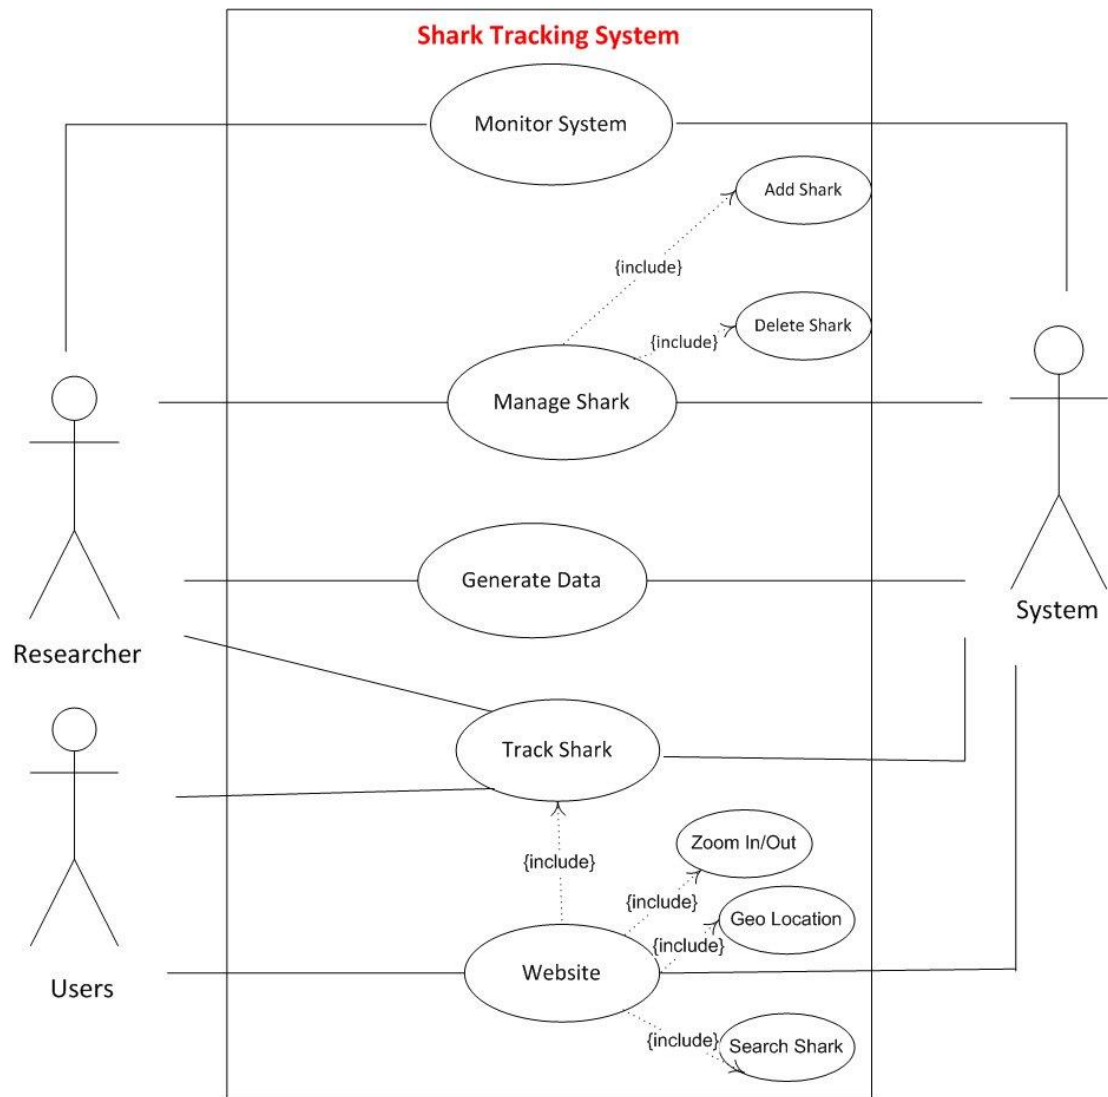 Shark Tracking System
Monitor System
Add Shark
{include}
Delete Shark
{include}
Manage Shark
Generate Data
System
Researcher
Track Shark
Zoom In/Out
{include}
{include}
Geo Location
{include}
Website
Users
{include}
Search Shark